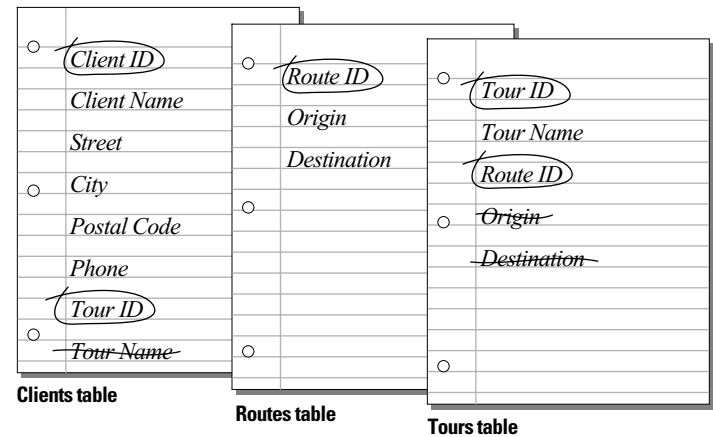 Client ID
Client Name
Street
City
Postal Code
Phone
Tour ID
Tour Name
Clients table
Route ID
Origin
Destination
Routes table
Tour ID
Tour Name
Route ID
Origin
Destination
Tours table